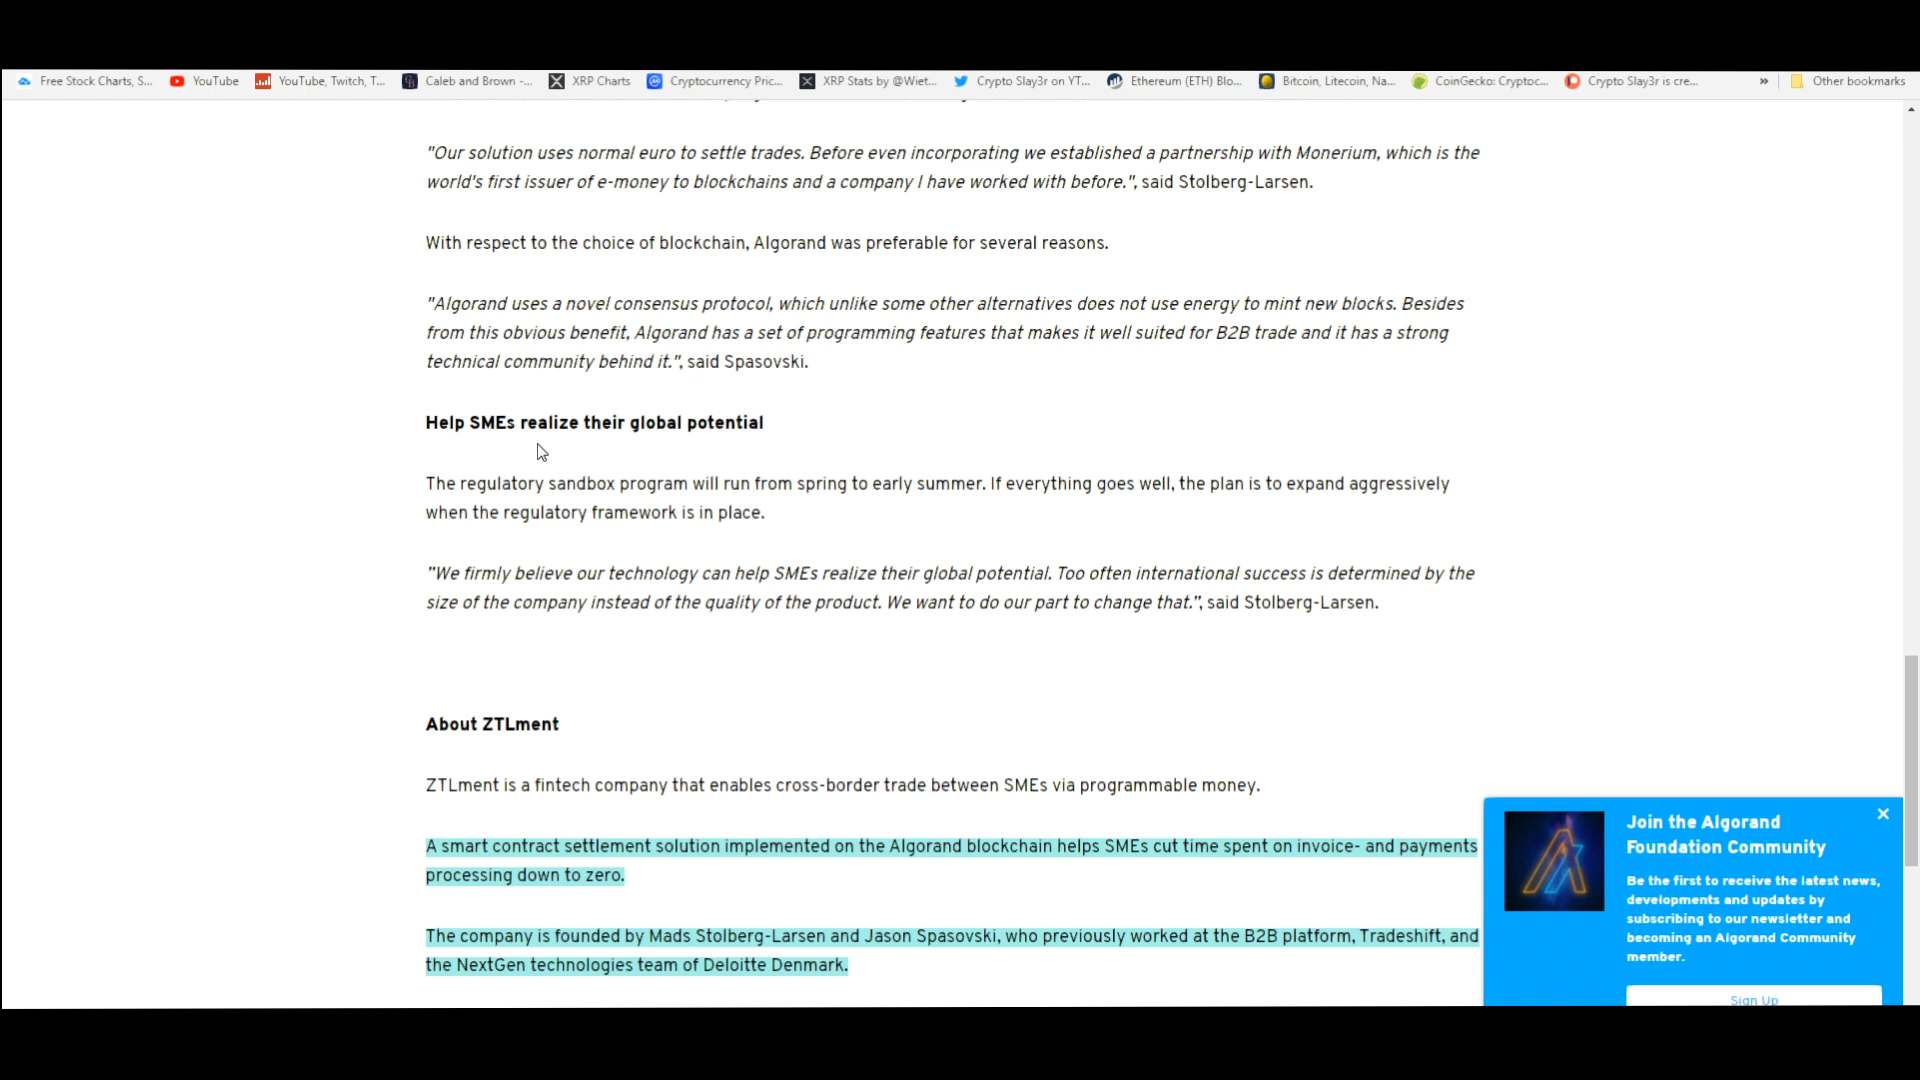 Free Stock Charts, S... YouTube YouTube, Twitch, T... Caleb and Brown -... XRP Charts Cryptocurrency Pric... XRP Stats by @Wiet... Crypto Slay3r on YT... Ethereum (ETH) Blo... Bitcoin, Litecoin, Na... CoinGecko: Cryptoc... Crypto Slay3r is cre... » Other bookmarks
"Our solution uses normal euro to settle trades. Before even incorporating we established a partnership with Monerium, which is the
world's first issuer of e-money to blockchains and a company I have worked with before.", said Stolberg-Larsen.
With respect to the choice of blockchain, Algorand was preferable for several reasons.
"Algorand uses a novel consensus protocol, which unlike some other alternatives does not use energy to mint new blocks. Besides
from this obvious benefit, Algorand has a set of programming features that makes it well suited for B2B trade and it has a strong
technical community behind it.", said Spasovski.
Help SMEs realize their global potential
The regulatory sandbox program will run from spring to early summer. If everything goes well, the plan is to expand aggressively
when the regulatory framework is in place.
"We firmly believe our technology can help SMEs realize their global potential. Too often international success is determined by the
size of the company instead of the quality of the product. We want to do our part to change that.”, said Stolberg-Larsen.
About ZTLment
ZTLment is a fintech company that enables cross-border trade between SMEs via programmable money.
A smart contract settlement solution implemented on the Algorand blockchain helps SMEs cut time spent on invoice- and payments
processing down to zero.
The company is founded by Mads Stolberg-Larsen and Jason Spasovski, who previously worked at the B2B platform, Tradeshift, and
the NextGen technologies team of Deloitte Denmark.
Join the Algorand
Foundation Community
Be the first to receive the latest news,
developments and updates by
subscribing to our newsletter and
becoming an Algorand Community
member.
Sign Up